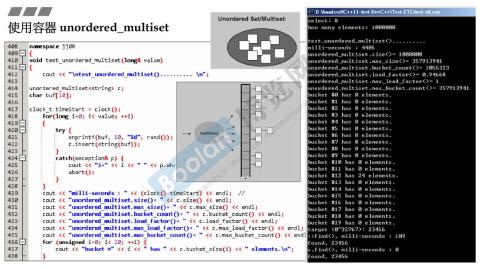 使用容器 unordered_multiset
Unordered Set/Multiset:
408 namespace jj08
409 {
410 void test_unordered_multiset(long& value)
411 {
412 cout << "\ntest_unordered_multiset().......... \n";
413
414 unordered_multiset<string> c;
415 char buf[10];
416
417 clock_t timeStart = clock();
418 for(long i=0; i< value; ++i)
419 {
420 try {
421 snprintf(buf, 10, "%d", rand());
422 c.insert(string(buf));
423 }
424 catch(exception& p) {
425 cout << "i=" << i << " " << p.
426 abort();
427 }
428 }
429 cout << "milli-seconds : " << (clock()-timeStart) << endl; //
430 cout << "unordered_multiset.size()= " << c.size() << endl;
431 cout << "unordered_multiset.max_size()= " << c.max_size() << endl;
432 cout << "unordered_multiset.bucket_count()= " << c.bucket_count() << endl;
433 cout << "unordered_multiset.load_factor()= " << c.load_factor() << endl;
434 cout << "unordered_multiset.max_load_factor()= " << c.max_load_factor() << endl;
435 cout << "unordered_multiset.max_bucket_count()= " << c.max_bucket_count() << endl
436 for (unsigned i=0; i< 20; ++i) {
437 cout << "bucket #" << i << " has " << c.bucket_size(i) << " elements.\n";
438 }
select: 8
how many elements: 1000000
test_unordered_multiset()..........
milli-seconds : 4406
unordered_multiset.size()= 1000000
unordered_multiset.max_size()= 357913941
unordered_multiset.bucket_count()= 1056323
unordered_multiset.load_factor()= 0.94668
unordered_multiset.max_load_factor()= 1
unordered_multiset.max_bucket_count()= 357913941
bucket #0 has 0 elements.
bucket #1 has 0 elements.
bucket #2 has 0 elements.
bucket #3 has 0 elements.
bucket #4 has 0 elements.
bucket #5 has 0 elements.
bucket #6 has 0 elements.
bucket #7 has 0 elements.
bucket #8 has 0 elements.
bucket #9 has 0 elements.
bucket #10 has 0 elements.
bucket #11 has 0 elements.
bucket #12 has 24 elements.
bucket #13 has 0 elements.
bucket #14 has 0 elements.
bucket #15 has 0 elements.
bucket #16 has 0 elements.
bucket #17 has 0 elements.
bucket #18 has 0 elements.
bucket #19 has 0 elements.
target (0~32767): 23456
::find(), milli-seconds : 109
found, 23456
c.find(), milli-seconds : 0
found, 23456